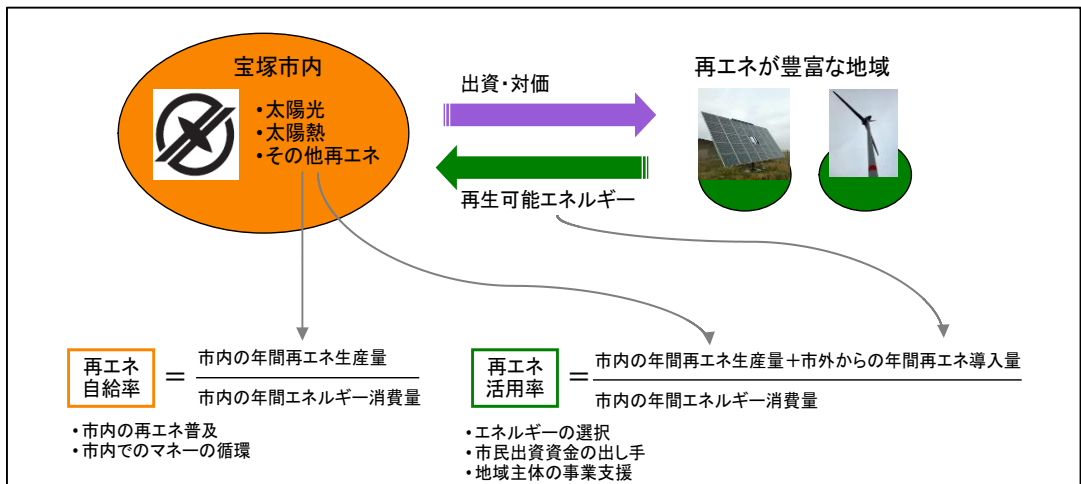 宝塚市内
・太陽光
・太陽熱
・その他再エネ
出資・対価
再生可能エネルギー
再エネが豊富な地域
再エネ
自給率
＝
市内の年間再エネ生産量
市内の年間エネルギー消費量
・市内の再エネ普及
・市内でのマネーの循環
再エネ
活用率
＝
市内の年間再エネ生産量＋市外からの年間再エネ導入量
市内の年間エネルギー消費量
・エネルギーの選択
・市民出資資金の出し手
・地域主体の事業支援